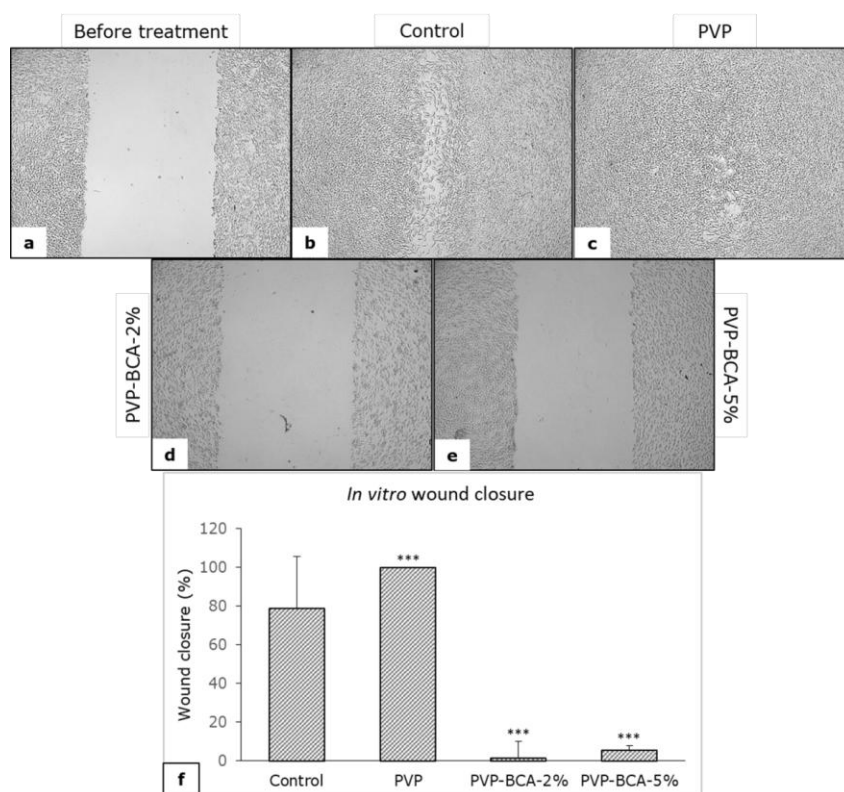 Before treatment
Control
PVP
a
b
c
PVP-BCA-2%
PVP-BCA-5%
d
e
In vitro wound closure
120
100
80
60
40
20
0
Wound closure (%)
***
***
***
Control
PVP
PVP-BCA-2%
PVP-BCA-5%
f